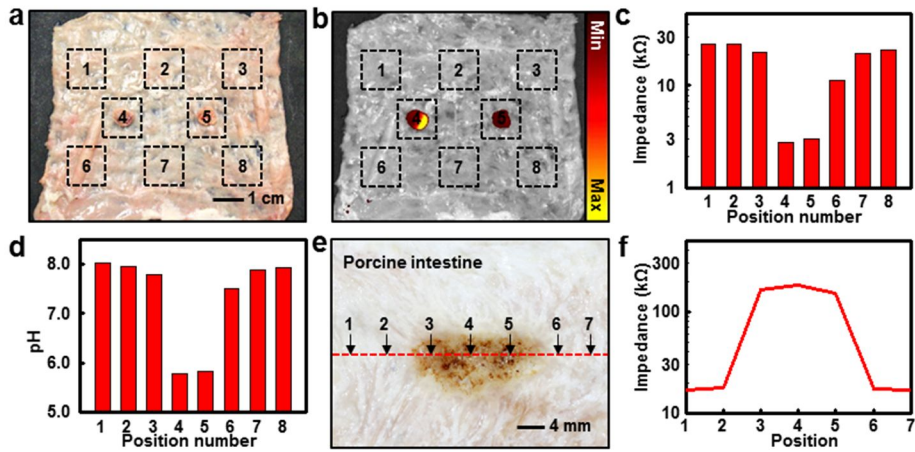 a
1 2 3
4 5
6 7 8
1 cm
b
1 2 3
4 5
6 7 8
Min
Max
c
Impedance (kΩ)
30
10
3
1
1 2 3 4 5 6 7 8
Position number
d
pH
8.0
7.0
6.0
5.0
1 2 3 4 5 6 7 8
Position number
e
Porcine intestine
1 2 3 4 5 6 7
4 mm
f
Impedance (kΩ)
300
100
30
10
1 2 3 4 5 6 7
Position